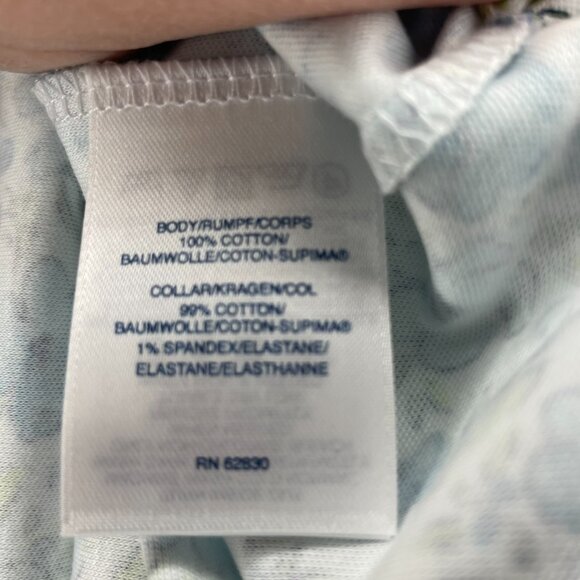 BODY/RUMPF/CORPS
100% COTTON/
BAUMWOLLE/COTON-SUPIMA®
COLLAR/KRAGEN/COL
99% COTTON/
BAUMWOLLE/COTON-SUPIMA®
1% SPANDEX/ELASTANE/
ELASTANE/ELASTHANNE
RN 62830